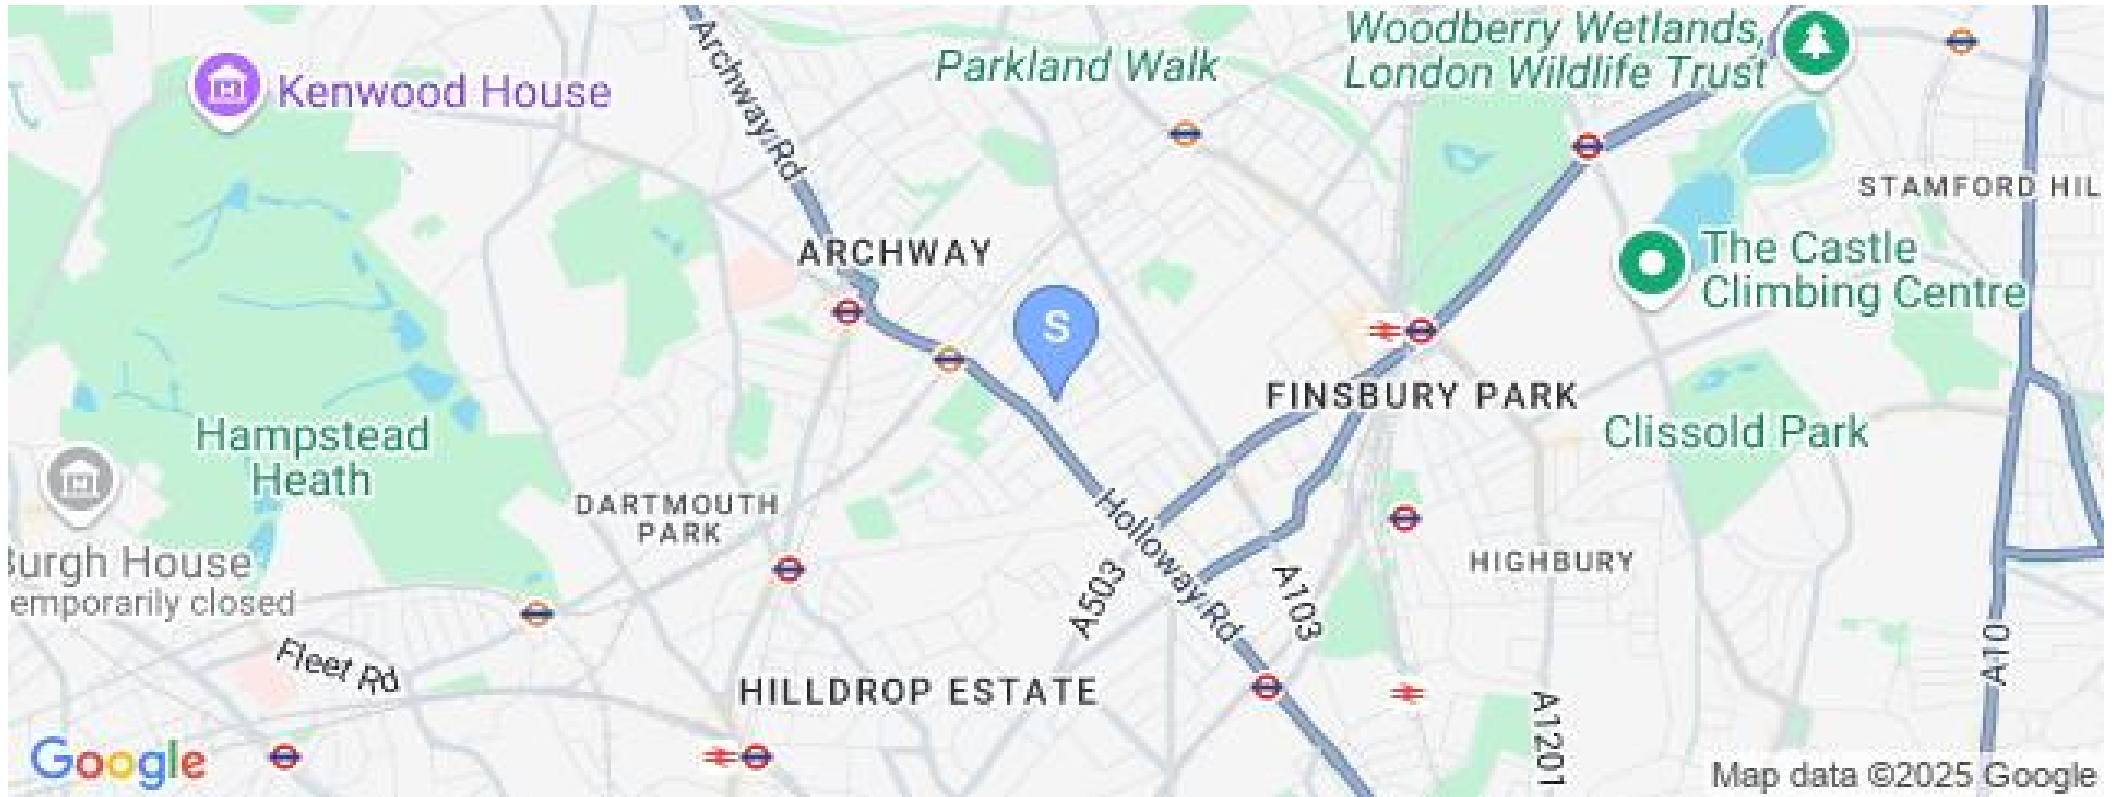 Archway Rd
Kenwood House
Parkland Walk
Woodberry Wetlands,
London Wildlife Trust
STAMFORD HIL
ARCHWAY
The Castle
Climbing Centre
S
FINSBURY PARK
Clissold Park
Hampstead
Heath
DARTMOUTH
PARK
Holloway Rd
HIGHBURY
Burgh House
emporarily closed
A503
A103
Fleet Rd
HILLDROP ESTATE
A10
A1201
Google
Map data ©2025 Google